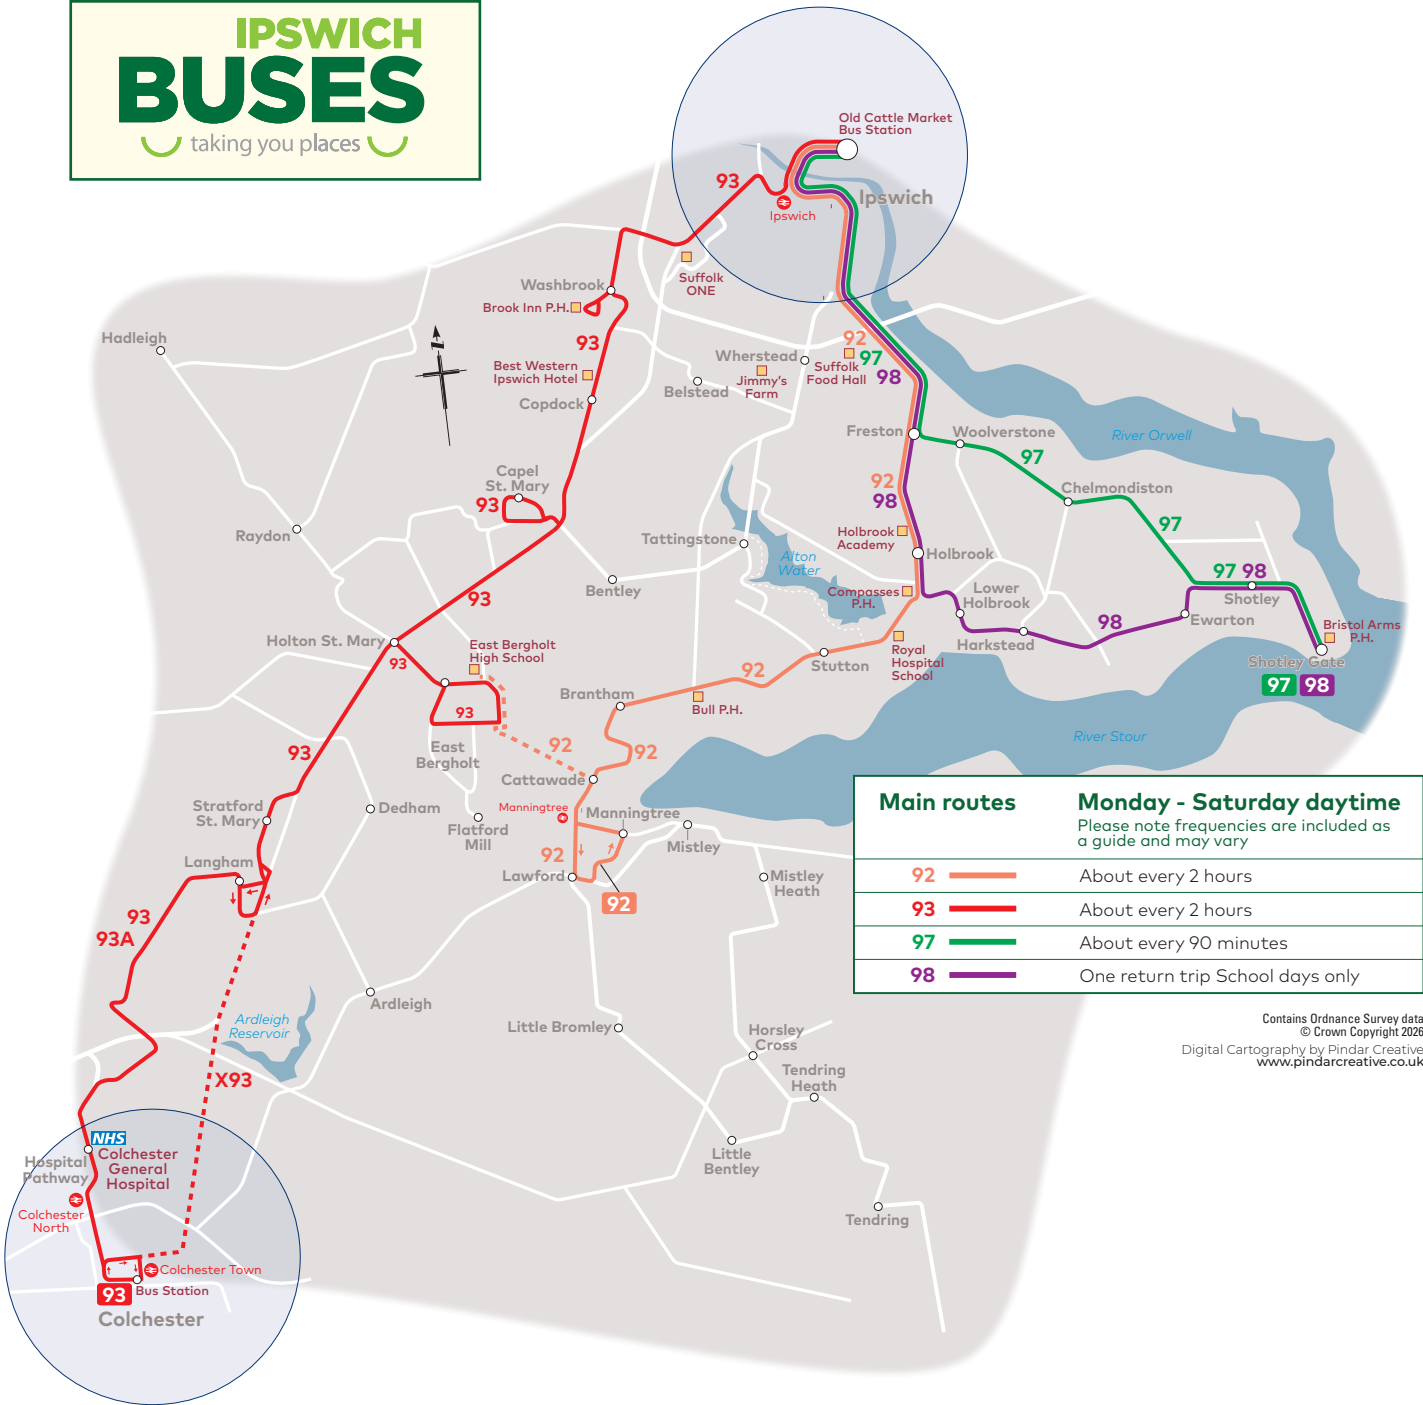 IPSWICH
BUSES
taking you places
Old Cattle Market
Bus Station
93
Ipswich
Ipswich
Suffolk
ONE
Washbrook
Brook Inn P.H.
93
Hadleigh
92
97
98
Wherstead
Suffolk
Food Hall
Jimmy's
Farm
Belstead
Best Western
Ipswich Hotel
Copdock
Freston
Woolverstone
River Orwell
97
Capel
St. Mary
93
92
98
Chelmondiston
97
Raydon
Tattingstone
Holbrook
Academy
Holbrook
Alton
Water
Bentley
Compasses
P.H.
Lower
Holbrook
97 98
Shotley
93
98
Ewarton
Bristol Arms
P.H.
Holton St. Mary
93
East Bergholt
High School
Royal
Hospital
School
Harkstead
Shotley Gate
97 98
Stutton
92
Brantham
Bull P.H.
93
River Stour
93
East
Bergholt
92
92
Cattawade
Stratford
St. Mary
Dedham
Manningtree
Manningtree
Flatford
Mill
Mistley
Langham
92
Lawford
92
Mistley
Heath
93
93A
Main routes
Monday - Saturday daytime
Please note frequencies are included as
a guide and may vary
92 About every 2 hours
93 About every 2 hours
97 About every 90 minutes
98 One return trip School days only
Ardleigh
Ardleigh
Reservoir
Little Bromley
Horsley
Cross
Contains Ordnance Survey data
© Crown Copyright 2026
Digital Cartography by Pindar Creative
www.pindarcreative.co.uk
X93
Tendring
Heath
NHS
Colchester
General
Hospital
Hospital
Pathway
Little
Bentley
Colchester
North
Tendring
Colchester Town
93
Bus Station
Colchester